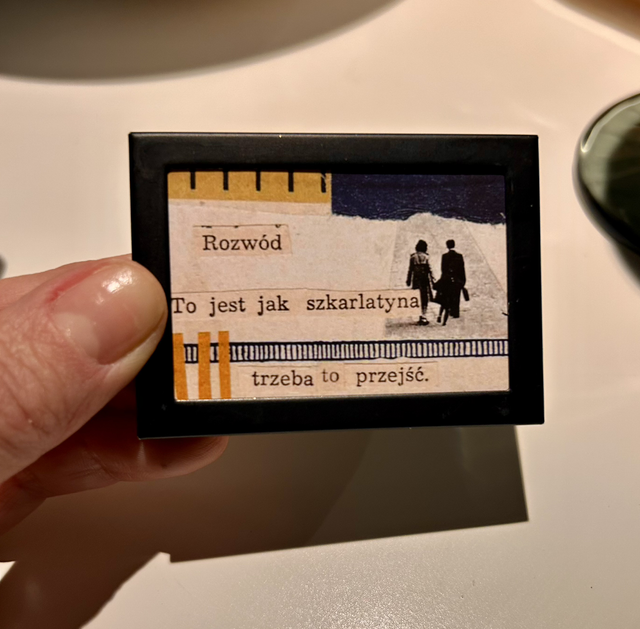 Rozwód
To jest jak szkarlatyna
trzeba to przejść.